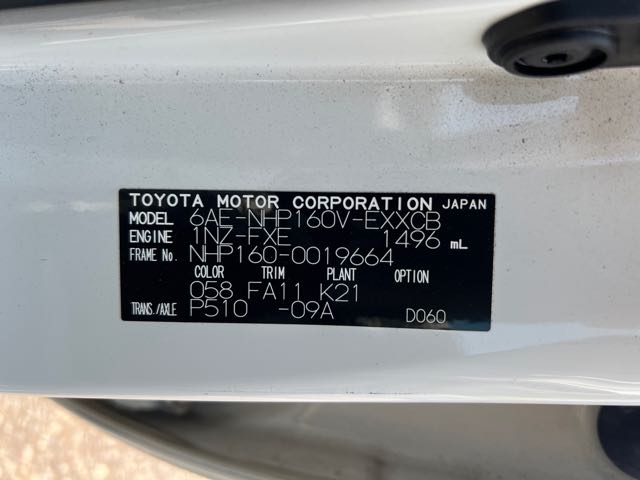 TOYOTA MOTOR CORPORATION JAPAN
MODEL 6AE-NHP160V-EXXCB
ENGINE 1NZ-FXE 1496 mL
FRAME No. NHP160-0019664
COLOR TRIM PLANT OPTION
058 FA11 K21
TRANS./AXLE P510 -09A D060